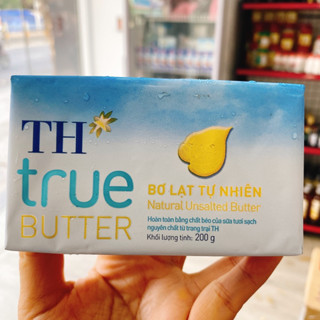 TH
true
BUTTER
BƠ LẠT TỰ NHIÊN
Natural Unsalted Butter
Hoàn toàn bằng chất béo của sữa tươi sạch
nguyên chất từ trang trại TH
Khối lượng tịnh: 200 g